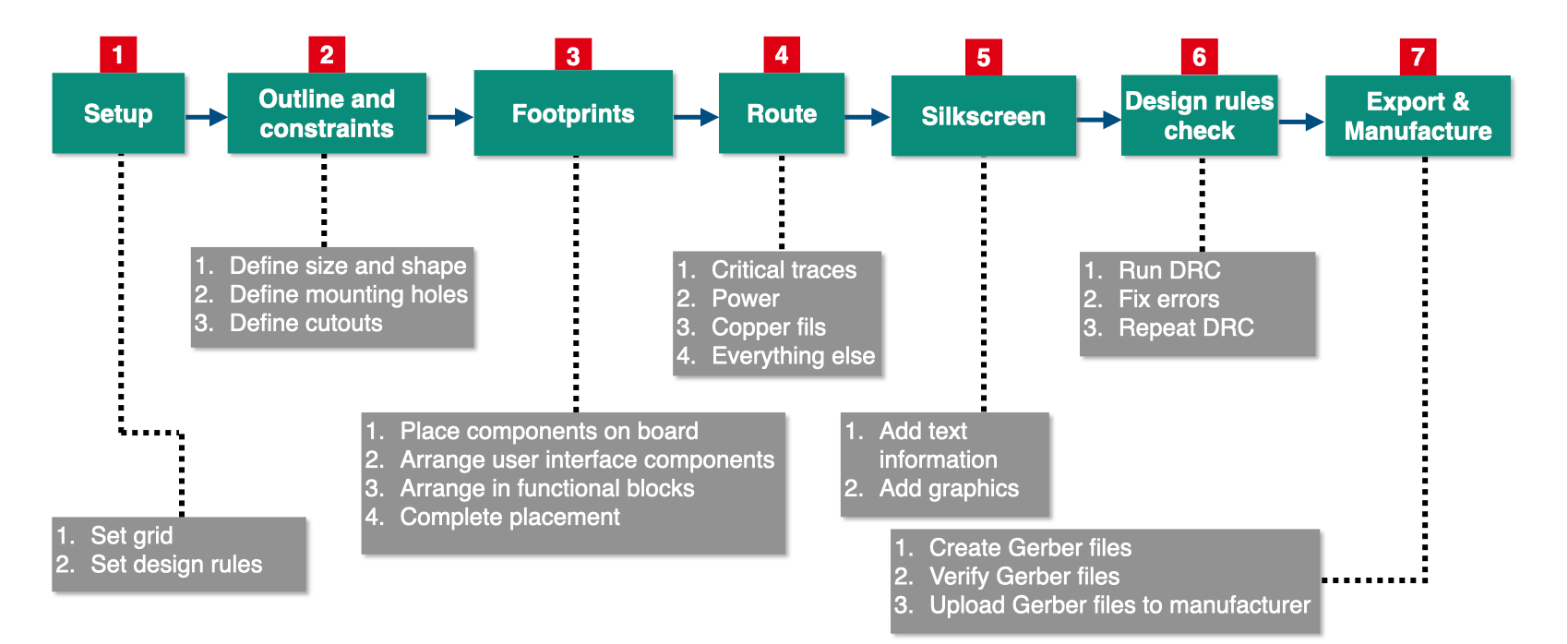 1
Setup
2
Outline and
constraints
3
Footprints
4
Route
5
Silkscreen
6
Design rules
check
7
Export &
Manufacture
1. Define size and shape
2. Define mounting holes
3. Define cutouts
1. Critical traces
2. Power
3. Copper fils
4. Everything else
1. Run DRC
2. Fix errors
3. Repeat DRC
1. Place components on board
2. Arrange user interface components
3. Arrange in functional blocks
4. Complete placement
1. Add text
information
2. Add graphics
1. Set grid
2. Set design rules
1. Create Gerber files
2. Verify Gerber files
3. Upload Gerber files to manufacturer